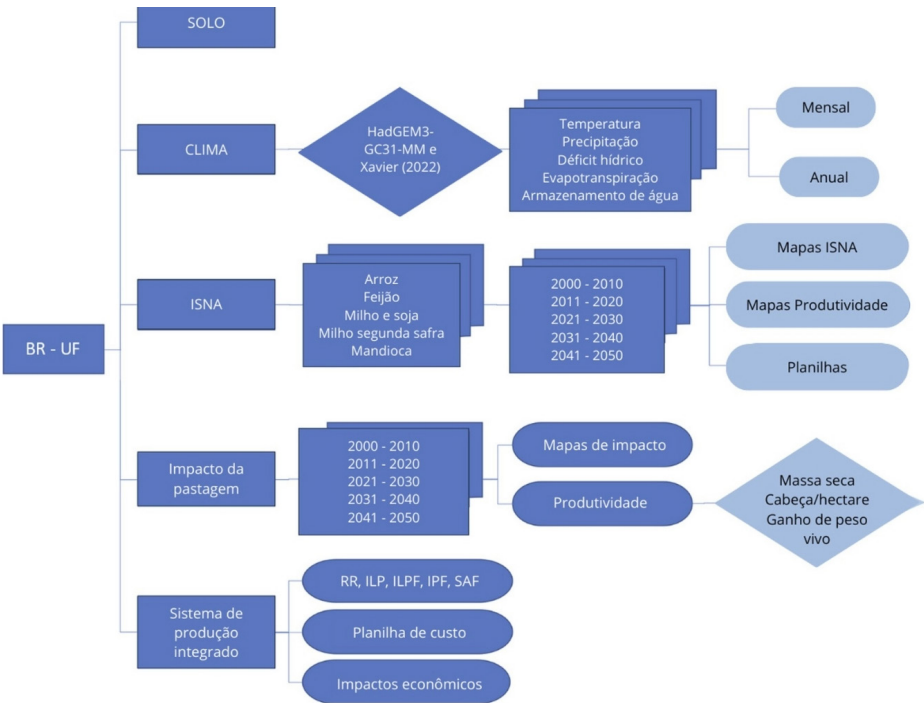 SOLO
CLIMA
HadGEM3-
GC31-MM e
Xavier (2022)
Temperatura
Precipitação
Déficit hídrico
Evapotranspiração
Armazenamento de água
Mensal
Anual
ISNA
Arroz
Feijão
Milho e soja
Milho segunda safra
Mandioca
2000 - 2010
2011 - 2020
2021 - 2030
2031 - 2040
2041 - 2050
Mapas ISNA
Mapas Produtividade
Planilhas
BR - UF
Impacto da
pastagem
2000 - 2010
2011 - 2020
2021 - 2030
2031 - 2040
2041 - 2050
Mapas de impacto
Produtividade
Massa seca
Cabeça/hectare
Ganho de peso
vivo
Sistema de
produção
integrado
RR, ILP, ILPF, IPF, SAF
Planilha de custo
Impactos econômicos